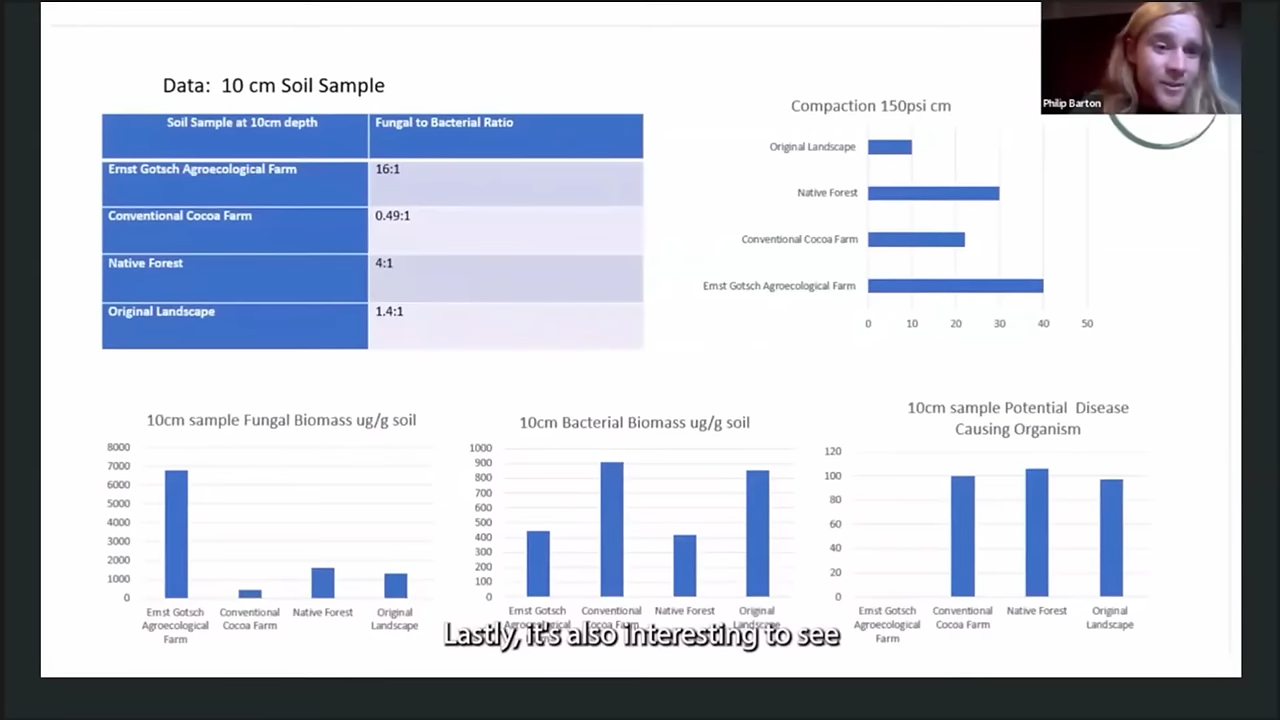 Data: 10 cm Soil Sample
Soil Sample at 10cm depth
Fungal to Bacterial Ratio
Ernst Gotsch Agroecological Farm
16:1
Conventional Cocoa Farm
0.49:1
Native Forest
4:1
Original Landscape
1.4:1
Philip Barton
Compaction 150psi cm
Original Landscape
Native Forest
Conventional Cocoa Farm
Ernst Gotsch Agroecological Farm
0 10 20 30 40 50
10cm sample Fungal Biomass ug/g soil
8000
7000
6000
5000
4000
3000
2000
1000
0
Ernst Gotsch
Agroecological
Farm
Conventional
Cocoa Farm
Native Forest
Original
Landscape
10cm Bacterial Biomass ug/g soil
1000
900
800
700
600
500
400
300
200
100
0
Ernst Gotsch
Agroecological
Conventional
Cocoa Farm
Native Forest
Original
Landscape
10cm sample Potential Disease
Causing Organism
120
100
80
60
40
20
0
Ernst Gotsch
Agroecological
Farm
Conventional
Cocoa Farm
Native Forest
Original
Landscape
Lastly, it's also interesting to see